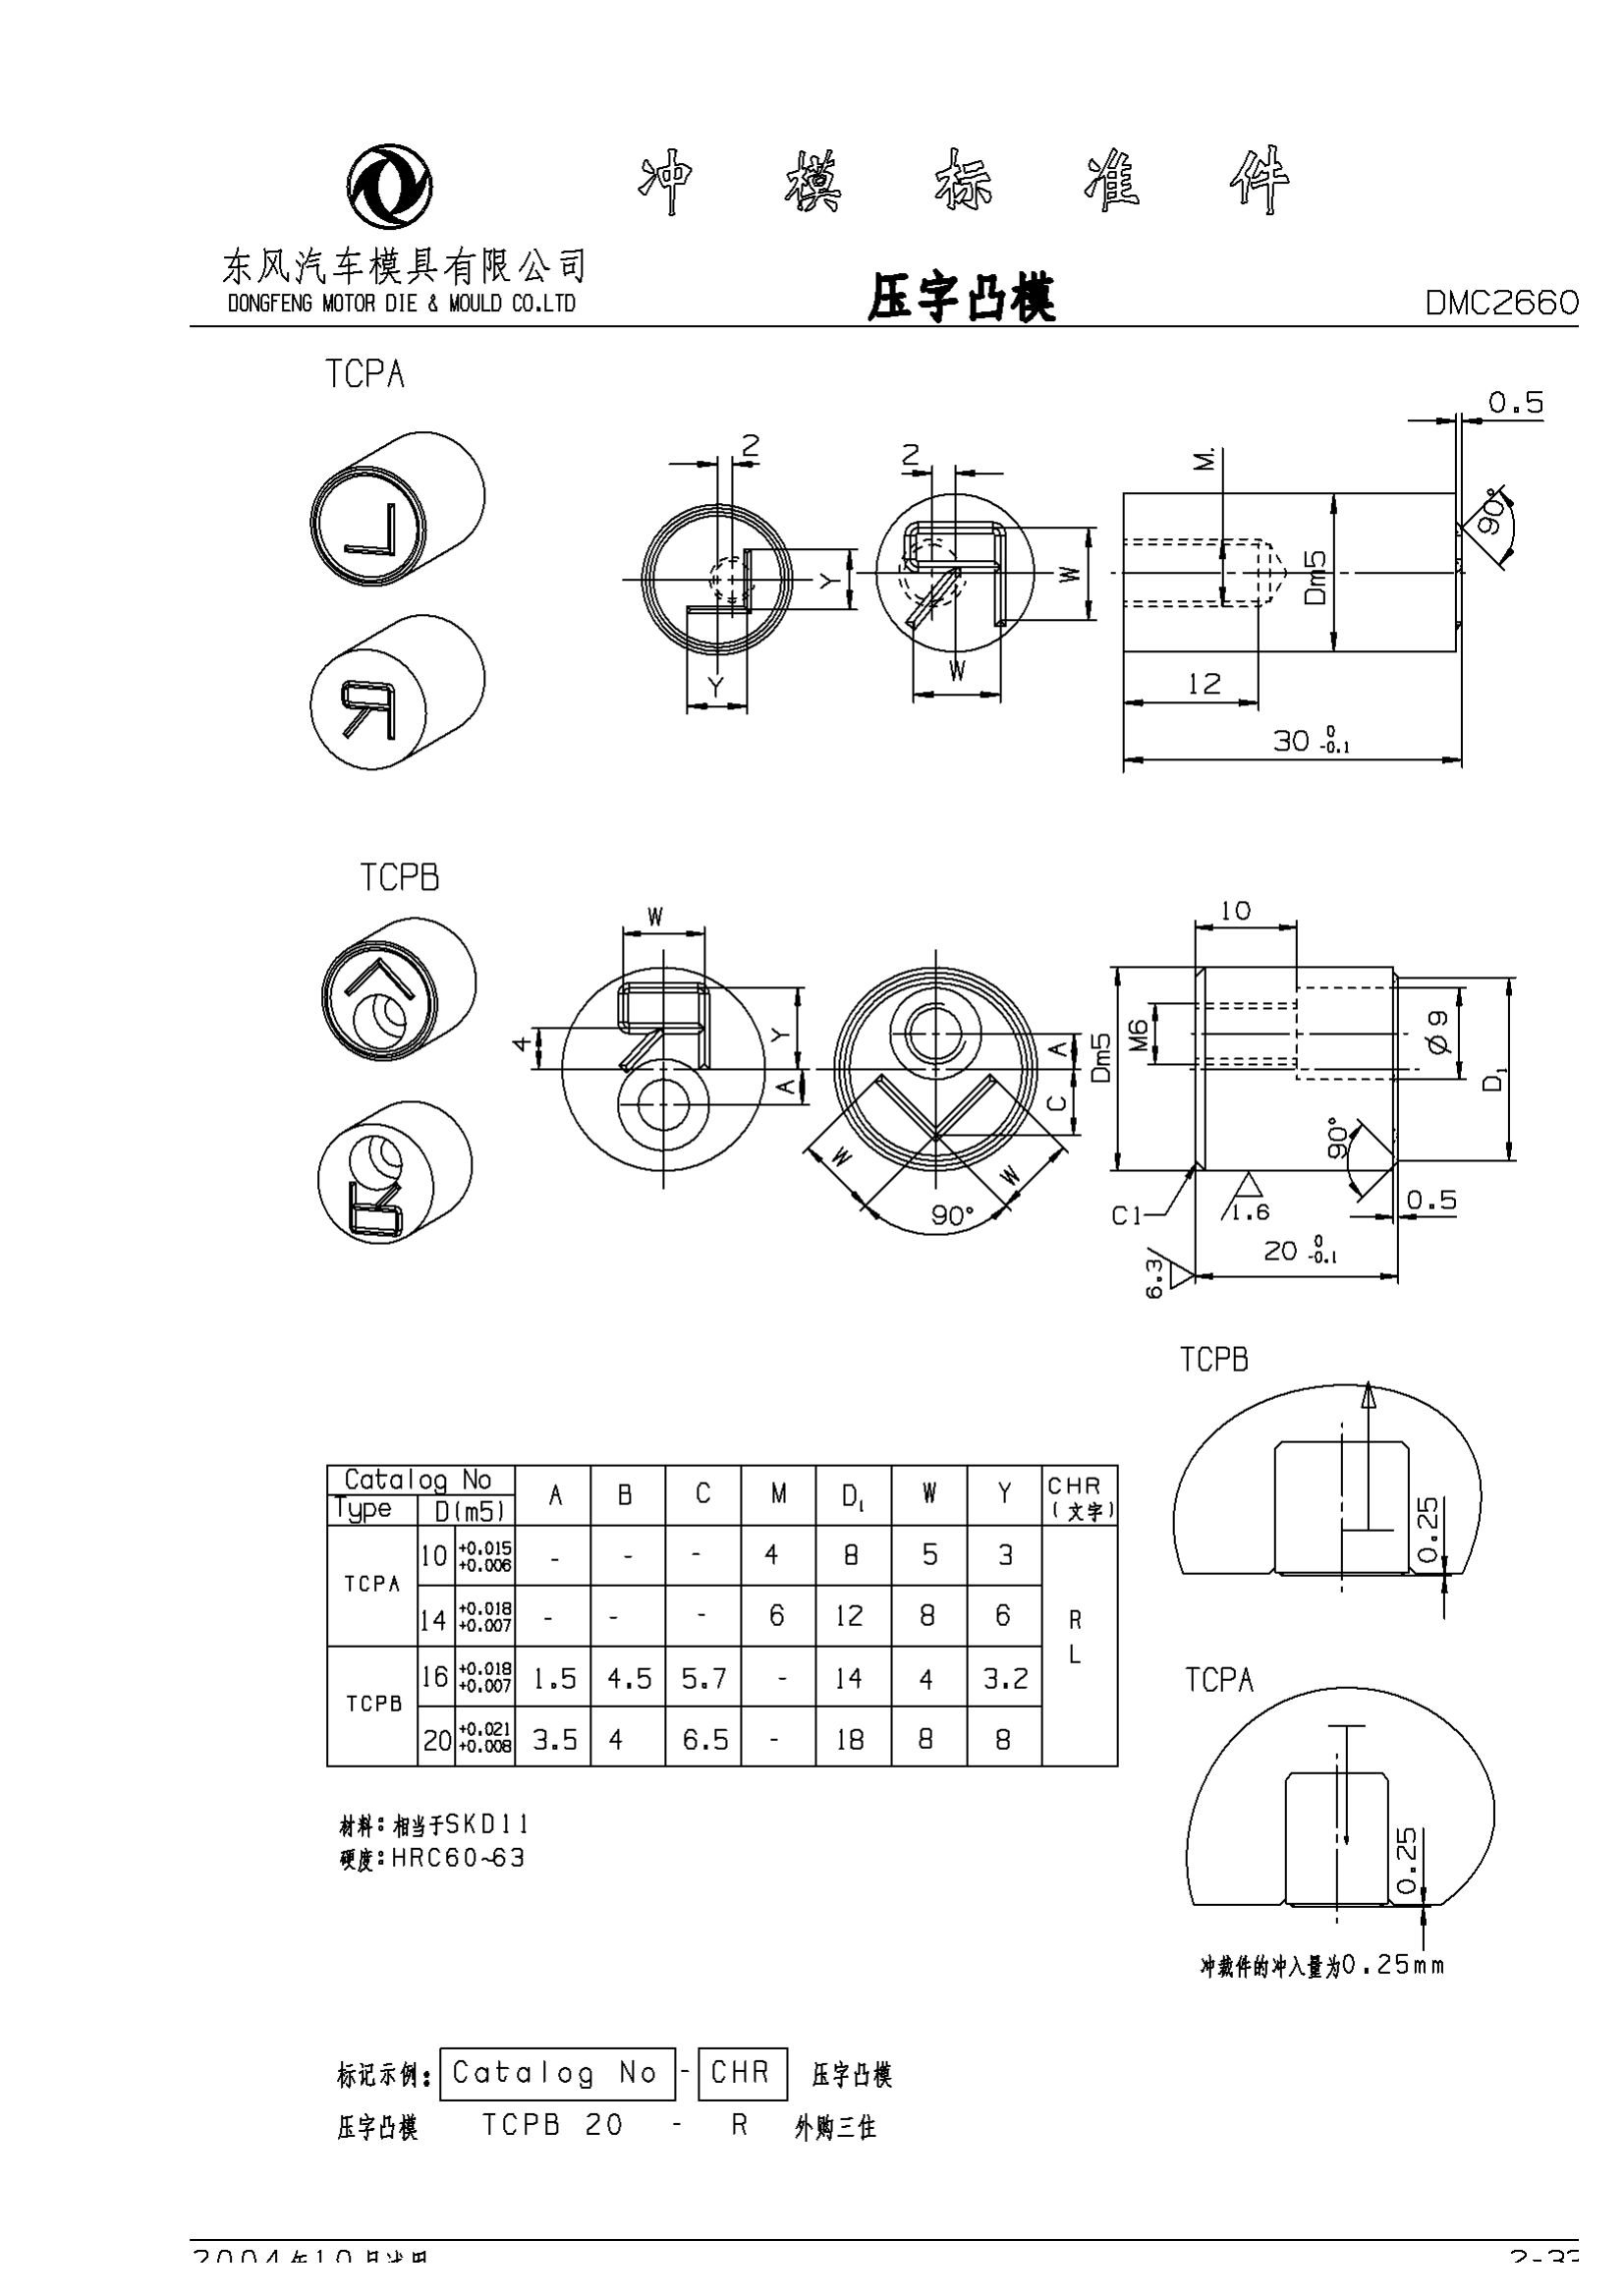 冲模标准件
东风汽车模具有限公司
DONGFENG MOTOR DIE & MOULD CO.LTD
压字凸模
DMC2660
TCPA
2
Y
Y
2
W
W
M.
Dm5
0.5
90°
12
30 0 -0.1
TCPB
W
4
Y
A
A
C
W
W
90°
10
Dm5
M6
Ø9
D1
90°
C1
1.6
0.5
20 0 -0.1
6.3
TCPB
0.25
TCPA
0.25
冲裁件的冲入量为0.25mm
Catalog No A B C M D1 W Y CHR
Type D(m5) (文字)
TCPA 10 +0.015 +0.006 - - - 4 8 5 3 R L
14 +0.018 +0.007 - - - 6 12 8 6
TCPB 16 +0.018 +0.007 1.5 4.5 5.7 - 14 4 3.2
20 +0.021 +0.008 3.5 4 6.5 - 18 8 8
材料:相当于SKD11
硬度:HRC60~63
标记示例: Catalog No - CHR 压字凸模
压字凸模 TCPB 20 - R 外购三住